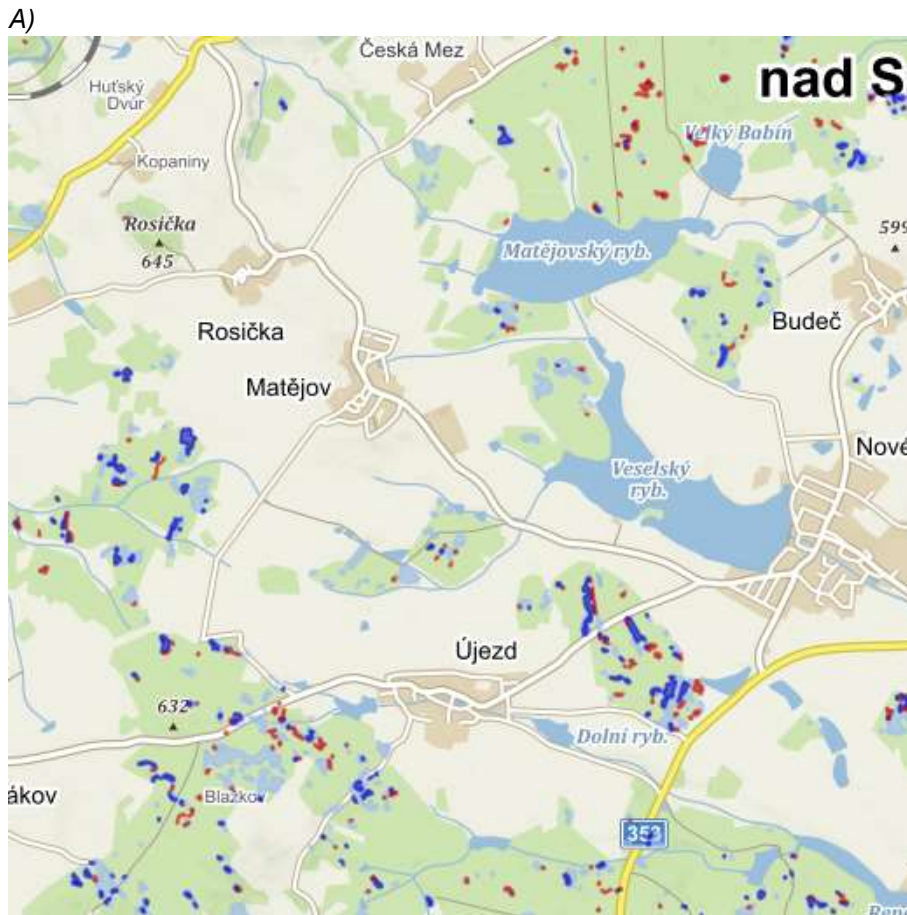 A)
Česká Mez
nad S
Huťský
Dvůr
Velký Babín
Kopaniny
Rosička
645
599
Matějovský ryb.
Budeč
Rosička
Matějov
Nové
Veselský
ryb.
Újezd
632
Dolní ryb.
ákov
Blažkov
353